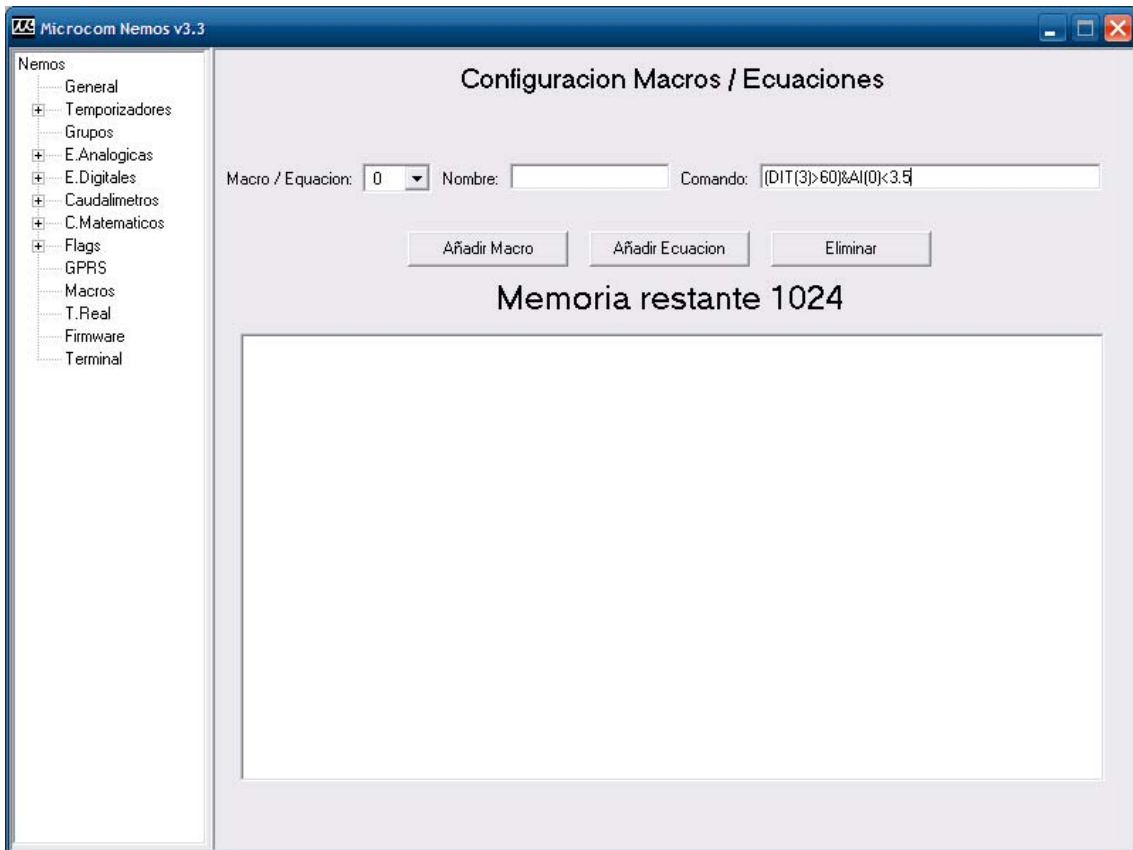 Microcom Nemos v3.3
Nemos
General
Temporizadores
Grupos
E.Analogicas
E.Digitales
Caudalimetros
C.Matematicos
Flags
GPRS
Macros
T.Real
Firmware
Terminal
Configuracion Macros / Ecuaciones
Macro / Equacion: 0 Nombre: Comando: (DIT(3)>60)&AI(0)<3.5
Añadir Macro Añadir Ecuacion Eliminar
Memoria restante 1024